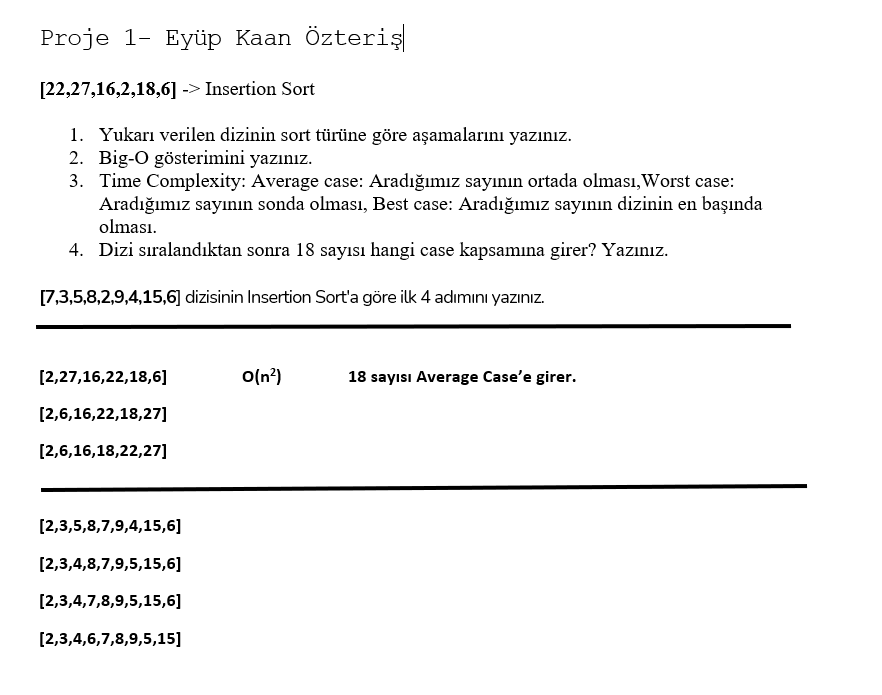 Proje 1- Eyüp Kaan Özteriş
[22,27,16,2,18,6] -> Insertion Sort
1. Yukarı verilen dizinin sort türüne göre aşamalarını yazınız.
2. Big-O gösterimini yazınız.
3. Time Complexity: Average case: Aradığımız sayının ortada olması,Worst case:
Aradığımız sayının sonda olması, Best case: Aradığımız sayının dizinin en başında
olması.
4. Dizi sıralandıktan sonra 18 sayısı hangi case kapsamına girer? Yazınız.
[7,3,5,8,2,9,4,15,6] dizisinin Insertion Sort'a göre ilk 4 adımını yazınız.
[2,27,16,22,18,6] O(n²) 18 sayısı Average Case’e girer.
[2,6,16,22,18,27]
[2,6,16,18,22,27]
[2,3,5,8,7,9,4,15,6]
[2,3,4,8,7,9,5,15,6]
[2,3,4,7,8,9,5,15,6]
[2,3,4,6,7,8,9,5,15]